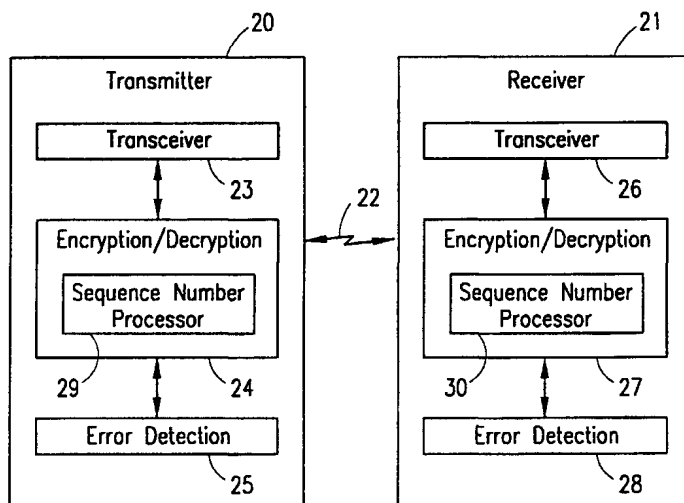 20
21
Transmitter
Receiver
Transceiver
Transceiver
23
26
22
Encryption/Decryption
Encryption/Decryption
Sequence Number
Processor
Sequence Number
Processor
29
24
30
27
Error Detection
Error Detection
25
28